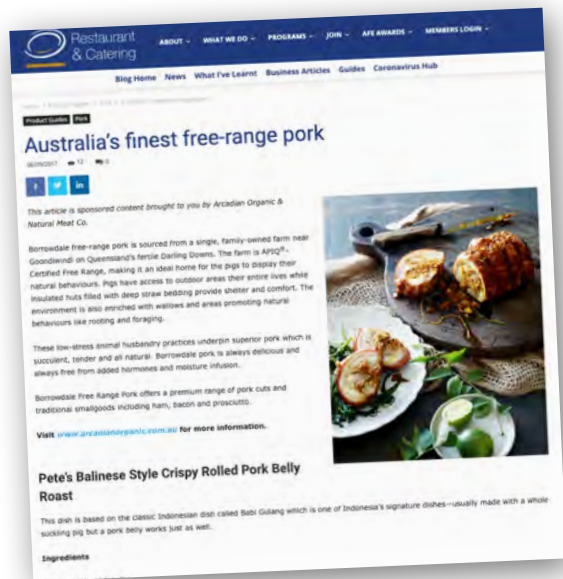 Restaurant
& Catering
ABOUT WHAT WE DO PROGRAMS JOIN AFE AWARDS MEMBERS LOGIN
Blog Home News What I've Learnt Business Articles Guides Coronavirus Hub
Product Guides Pork
Australia's finest free-range pork
12 0
f in
This article is sponsored content brought to you by Arcadian Organic &
Natural Meat Co.
Borrowdale free-range pork is sourced from a single, family-owned farm near
Goondiwindi on Queensland's fertile Darling Downs. The farm is APIQ®-
Certified Free Range, making it an ideal home for the pigs to display their
natural behaviours. Pigs have access to outdoor areas their entire lives while
insulated huts filled with deep straw bedding provide shelter and comfort. The
environment is also enriched with wallows and areas promoting natural
behaviours like rooting and foraging.
These low-stress animal husbandry practices underpin superior pork which is
succulent, tender and all natural. Borrowdale pork is always delicious and
always free from added hormones and moisture infusion.
Borrowdale Free Range Pork offers a premium range of pork cuts and
traditional smallgoods including ham, bacon and prosciutto.
Visit www.arcadianorganic.com.au for more information.
Pete's Balinese Style Crispy Rolled Pork Belly
Roast
This dish is based on the classic Indonesian dish called Babi Gulang which is one of Indonesia's signature dishes—usually made with a whole
suckling pig but a pork belly works just as well.
Ingredients